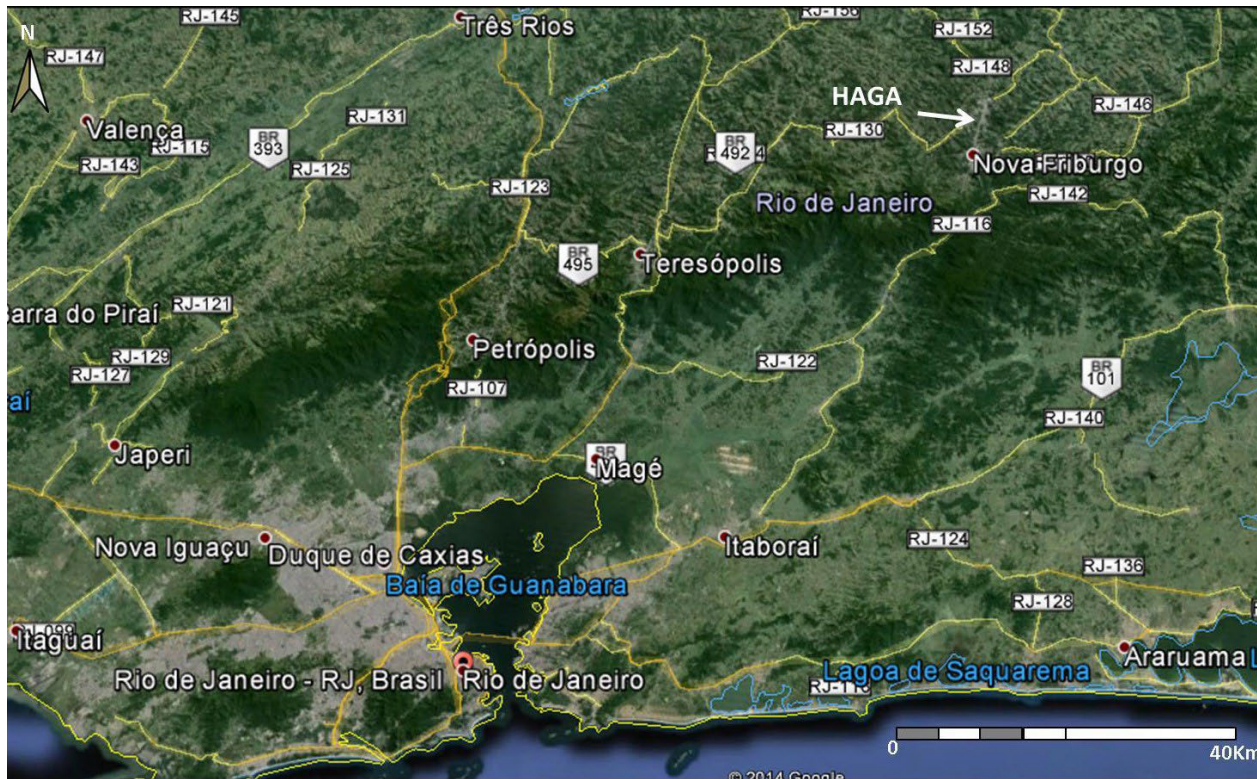 RJ-145
Três Rios
RJ-156
RJ-152
N
RJ-147
RJ-148
HAGA
RJ-146
RJ-131
Valença
BR
393
RJ-115
RJ-130
BR
492
RJ-143
RJ-125
Nova Friburgo
RJ-123
RJ-142
Rio de Janeiro
RJ-116
BR
495
Teresópolis
RJ-121
Barra do Piraí
Petrópolis
RJ-129
RJ-122
RJ-127
BR
101
RJ-107
aí
RJ-140
Japeri
BR
Magé
Nova Iguaçu
Duque de Caxias
Itaboraí
RJ-124
Baía de Guanabara
RJ-136
RJ-128
Itaguaí
Araruama
Lagoa de Saquarema
Rio de Janeiro - RJ, Brasil
Rio de Janeiro
0
40Km
© 2014 Google